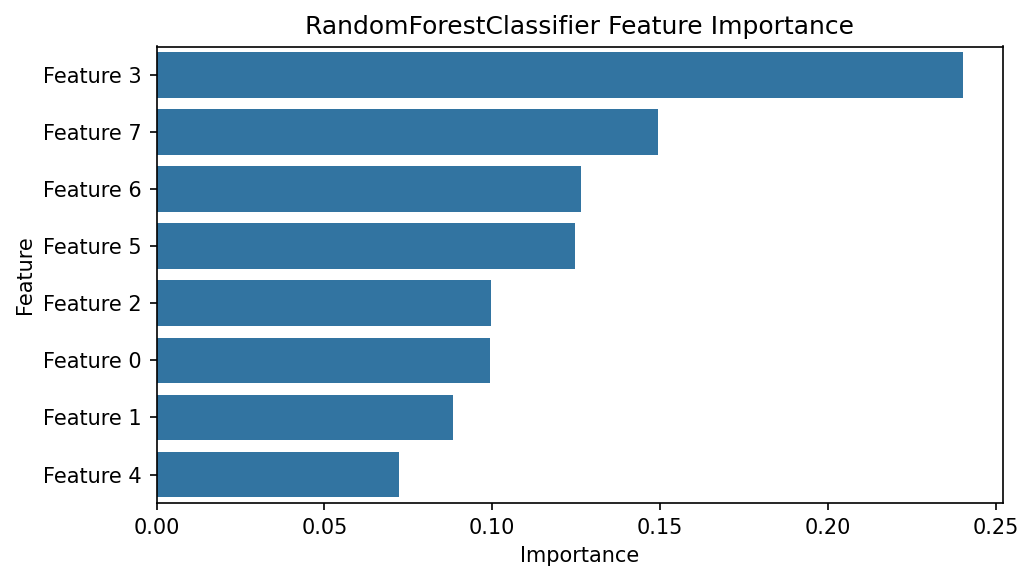 RandomForestClassifier Feature Importance
Feature 3
Feature 7
Feature 6
Feature 5
Feature 2
Feature 0
Feature 1
Feature 4
Feature
0.00 0.05 0.10 0.15 0.20 0.25
Importance